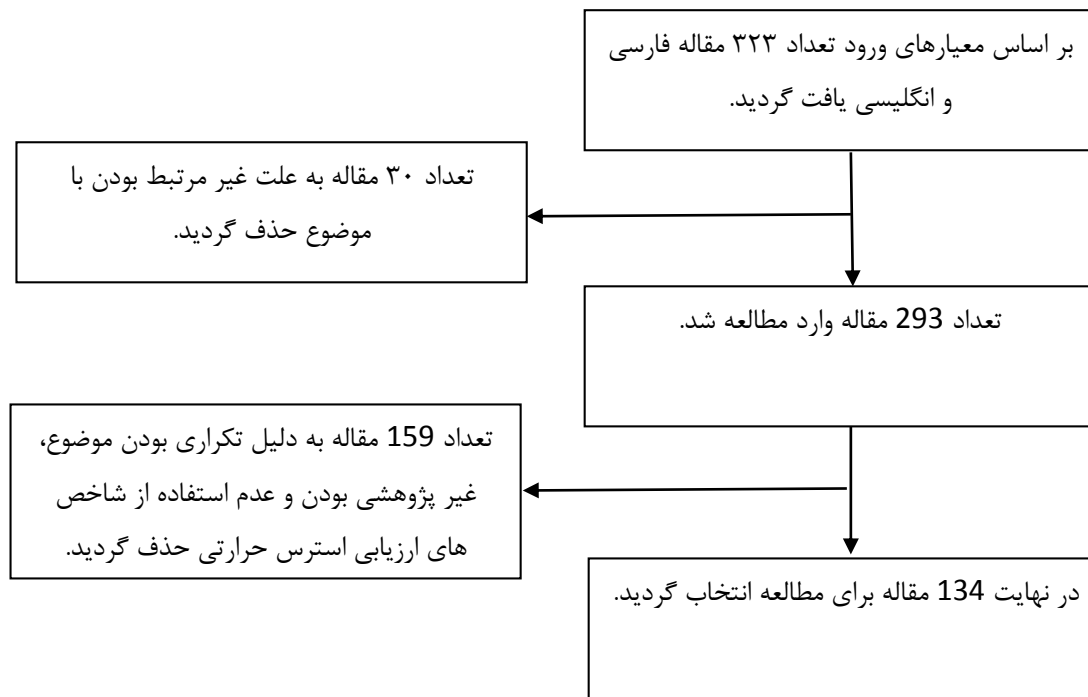 بر اساس معیارهای ورود تعداد ۳۲۳ مقاله فارسی
و انگلیسی یافت گردید.
تعداد ۳۰ مقاله به علت غیر مرتبط بودن با
موضوع حذف گردید.
تعداد 293 مقاله وارد مطالعه شد.
تعداد 159 مقاله به دلیل تکراری بودن موضوع،
غیر پژوهشی بودن و عدم استفاده از شاخص
های ارزیابی استرس حرارتی حذف گردید.
در نهایت 134 مقاله برای مطالعه انتخاب گردید.